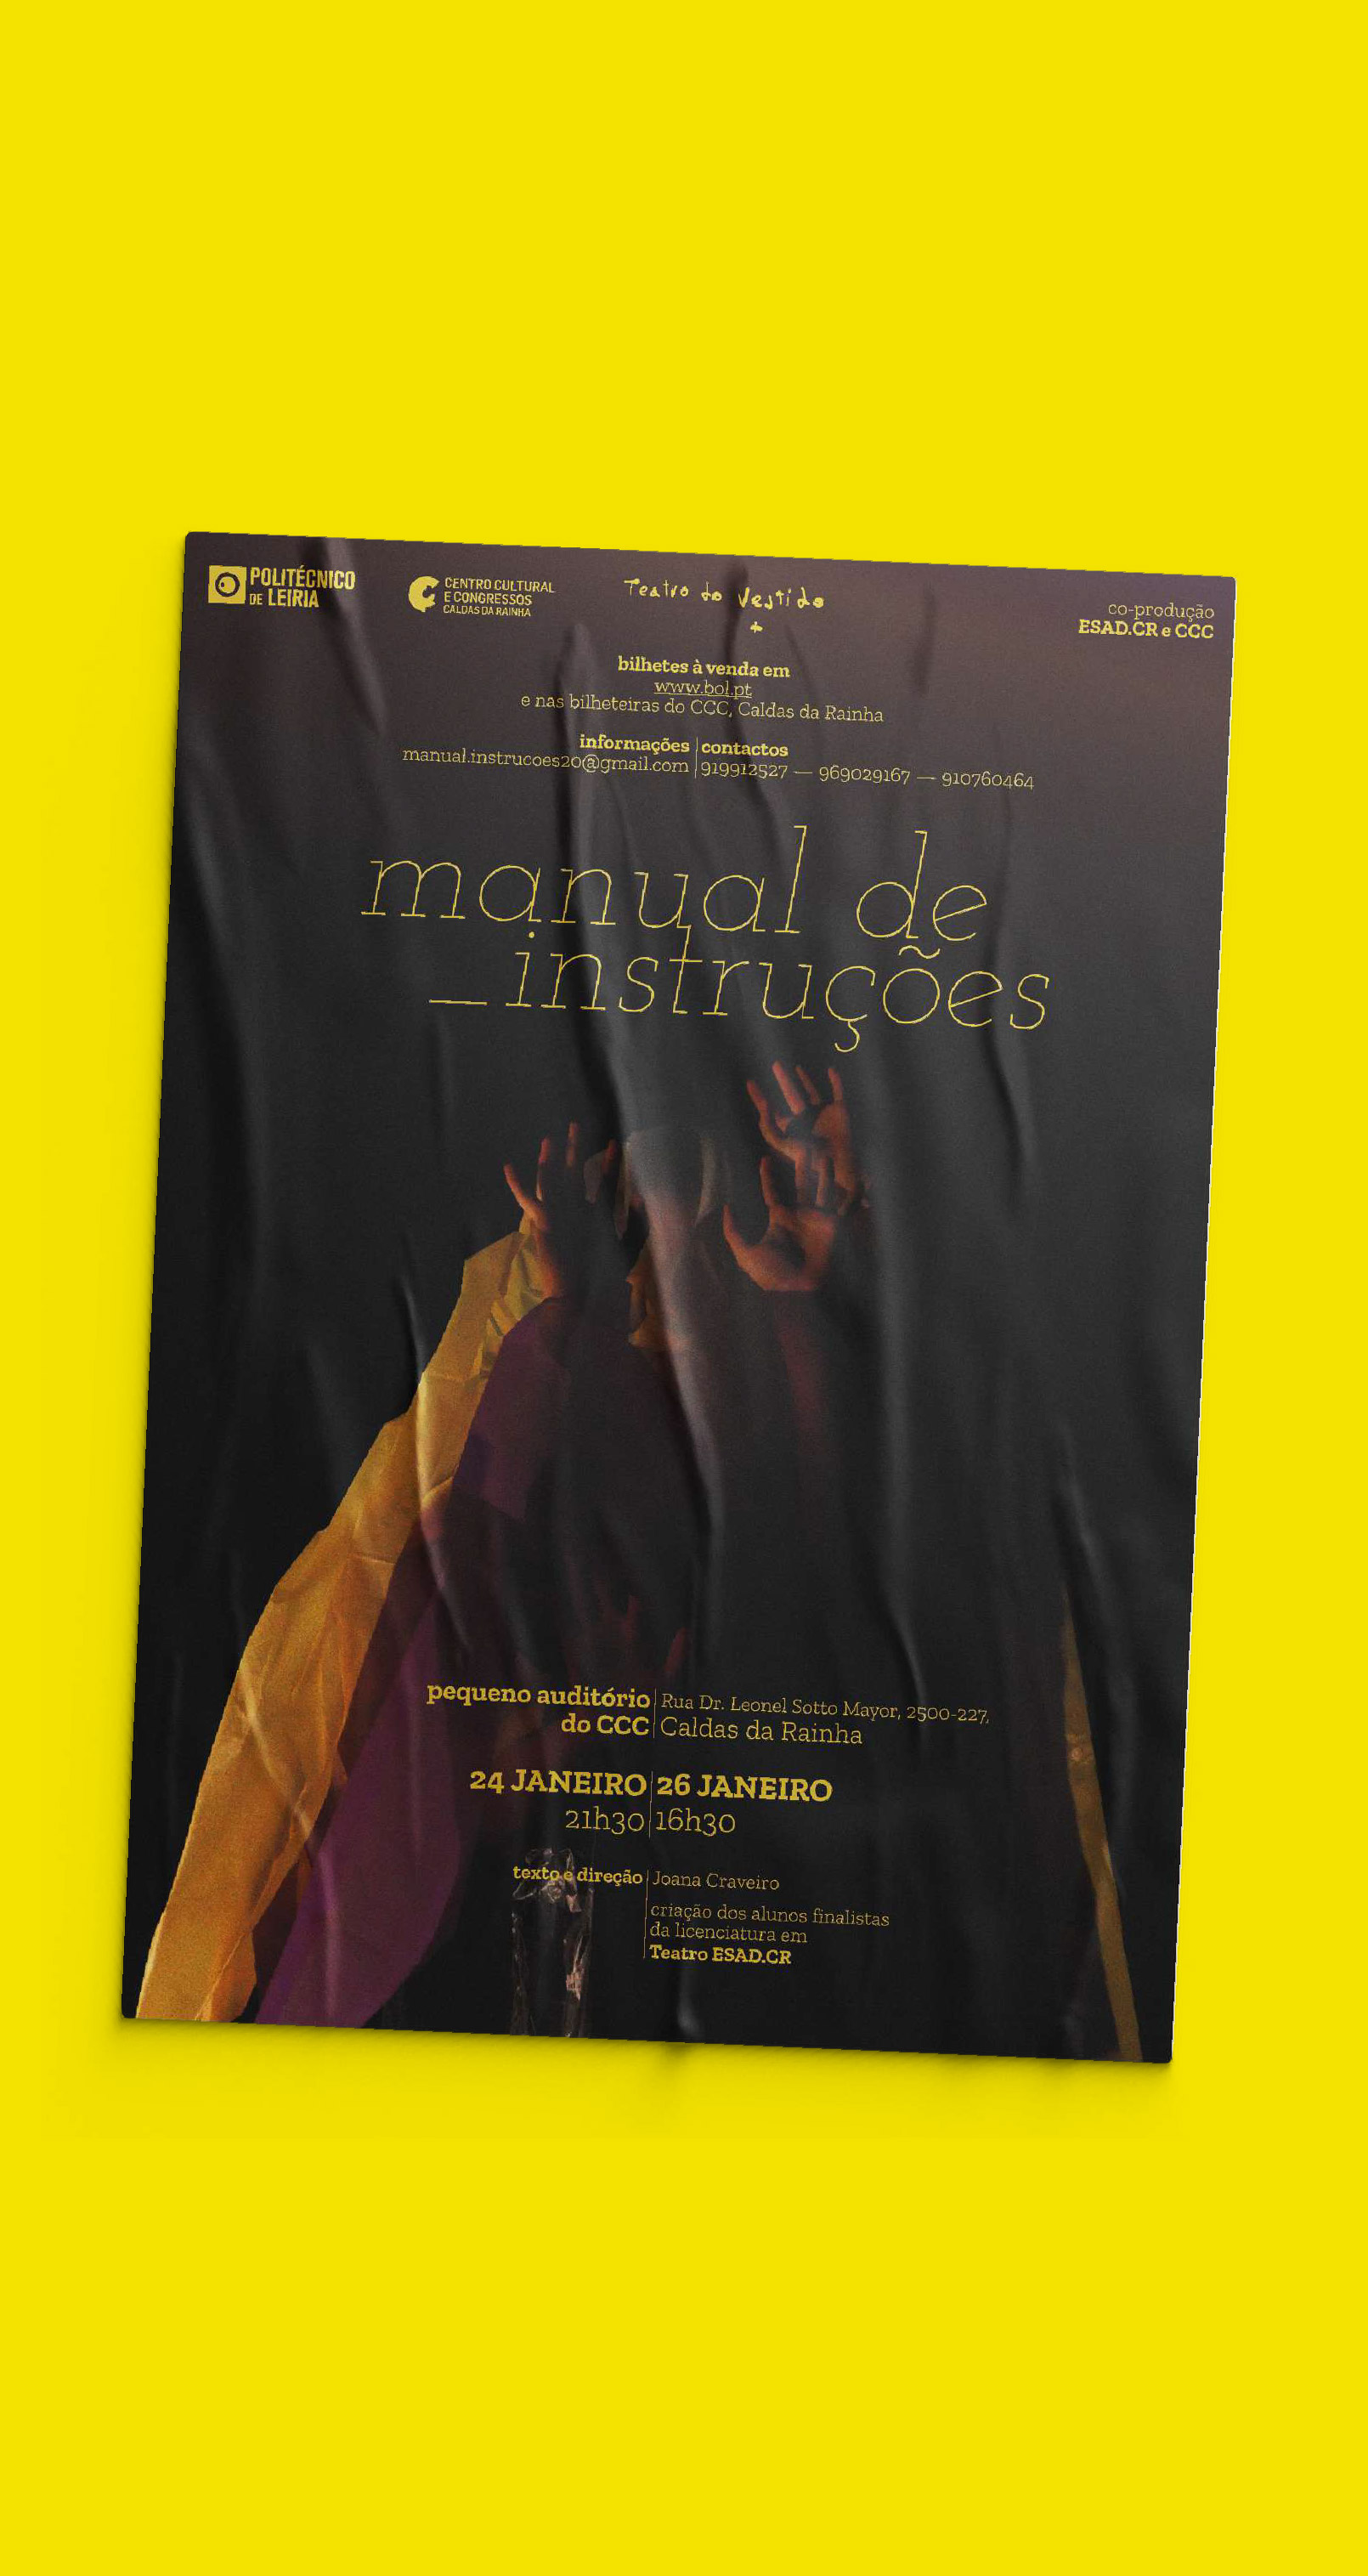 POLITÉCNICO
DE LEIRIA
CENTRO CULTURAL
E CONGRESSOS
CALDAS DA RAINHA
Teatro do Vestido
+
co-produção
ESAD.CR e CCC
bilhetes à venda em
www.bol.pt
e nas bilheteiras do CCC, Caldas da Rainha
informações | contactos
manual.instrucoes20@gmail.com | 919912527 — 969029167 — 910760464
manual de
_instruções
pequeno auditório | Rua Dr. Leonel Sotto Mayor, 2500-227,
do CCC | Caldas da Rainha
24 JANEIRO | 26 JANEIRO
21h30 | 16h30
texto e direção | Joana Craveiro
criação dos alunos finalistas
da licenciatura em
Teatro ESAD.CR